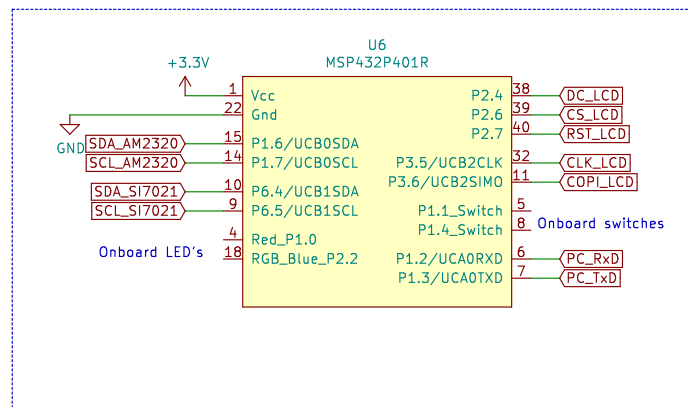 U6
MSP432P401R
+3.3V
1 Vcc
22 Gnd
GND
SDA_AM2320 15 P1.6/UCB0SDA
SCL_AM2320 14 P1.7/UCB0SCL
SDA_SI7021 10 P6.4/UCB1SDA
SCL_SI7021 9 P6.5/UCB1SCL
4 Red_P1.0
Onboard LED's
18 RGB_Blue_P2.2
P2.4 38 DC_LCD
P2.6 39 CS_LCD
P2.7 40 RST_LCD
P3.5/UCB2CLK 32 CLK_LCD
P3.6/UCB2SIMO 11 COPI_LCD
P1.1_Switch 5
Onboard switches
P1.4_Switch 8
P1.2/UCA0RXD 6 PC_RxD
P1.3/UCA0TXD 7 PC_TxD